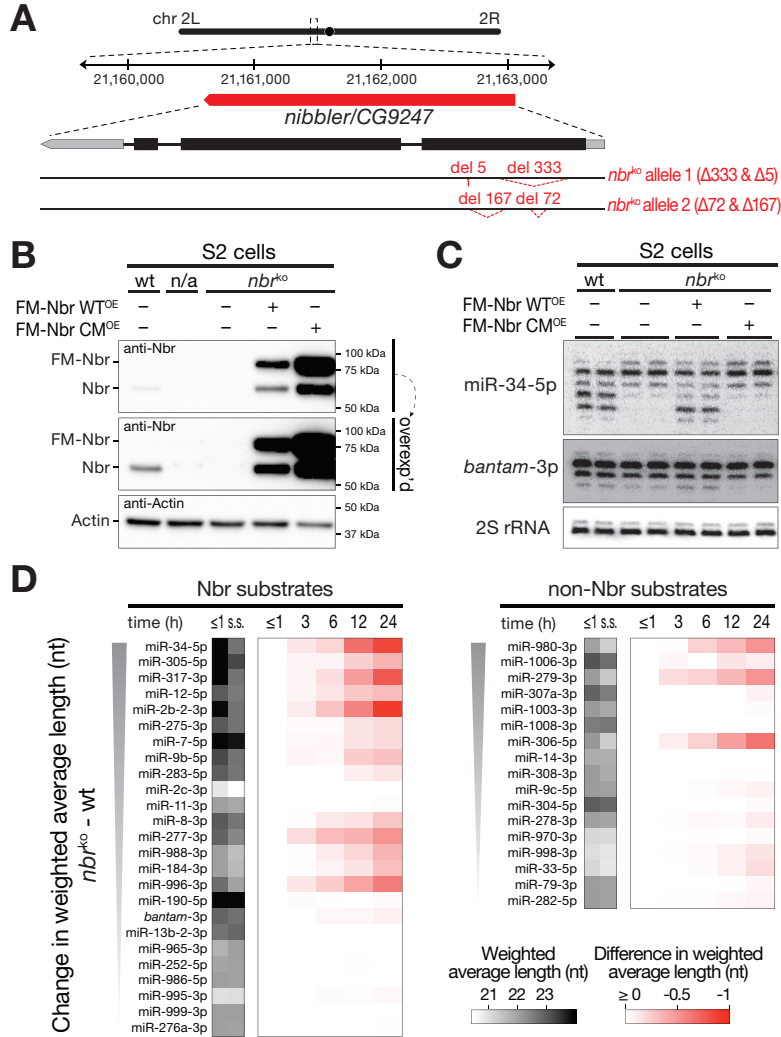 A
chr 2L 2R
21,160,000 21,161,000 21,162,000 21,163,000
nibbler/CG9247
del 5 del 333
nbrko allele 1 (Δ333 & Δ5)
del 167 del 72
nbrko allele 2 (Δ72 & Δ167)
B
S2 cells
wt n/a nbrko
FM-Nbr WTOE – – – + –
FM-Nbr CMOE – – – – +
anti-Nbr
FM-Nbr
Nbr
100 kDa
75 kDa
50 kDa
anti-Nbr
FM-Nbr
Nbr
100 kDa
75 kDa
50 kDa
overexp'd
anti-Actin
Actin
50 kDa
37 kDa
C
S2 cells
wt nbrko
FM-Nbr WTOE – – + –
FM-Nbr CMOE – – – +
miR-34-5p
bantam-3p
2S rRNA
D
Change in weighted average length (nt)
nbrko - wt
Nbr substrates
time (h) ≤1 s.s. ≤1 3 6 12 24
miR-34-5p
miR-305-5p
miR-317-3p
miR-12-5p
miR-2b-2-3p
miR-275-3p
miR-7-5p
miR-9b-5p
miR-283-5p
miR-2c-3p
miR-11-3p
miR-8-3p
miR-277-3p
miR-988-3p
miR-184-3p
miR-996-3p
miR-190-5p
bantam-3p
miR-13b-2-3p
miR-965-3p
miR-252-5p
miR-986-5p
miR-995-3p
miR-999-3p
miR-276a-3p
non-Nbr substrates
time (h) ≤1 s.s. ≤1 3 6 12 24
miR-980-3p
miR-1006-3p
miR-279-3p
miR-307a-3p
miR-1003-3p
miR-1008-3p
miR-306-5p
miR-14-3p
miR-308-3p
miR-9c-5p
miR-304-5p
miR-278-3p
miR-970-3p
miR-998-3p
miR-33-5p
miR-79-3p
miR-282-5p
Weighted
average length (nt)
21 22 23
Difference in weighted
average length (nt)
≥ 0 -0.5 -1